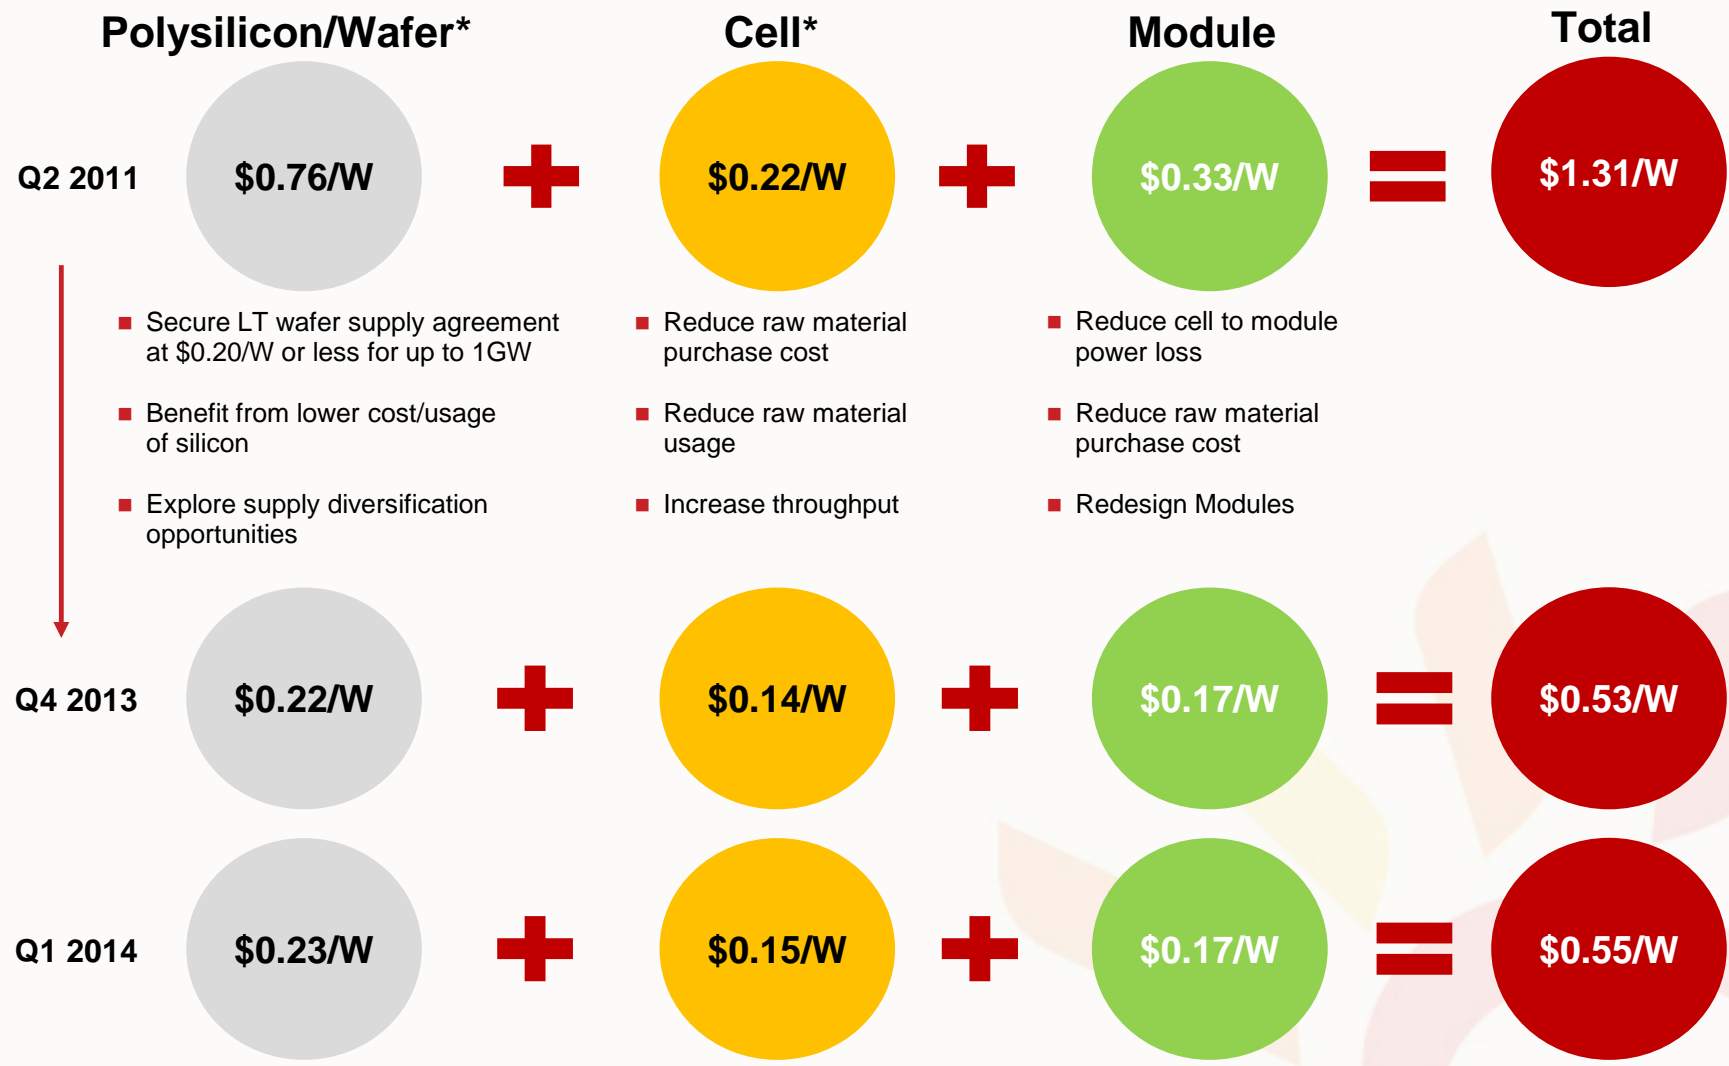 Polysilicon/Wafer*
Cell*
Module
Total
Q2 2011
$0.76/W
$0.22/W
$0.33/W
$1.31/W
Secure LT wafer supply agreement
at $0.20/W or less for up to 1GW
Benefit from lower cost/usage
of silicon
Explore supply diversification
opportunities
Reduce raw material
purchase cost
Reduce raw material
usage
Increase throughput
Reduce cell to module
power loss
Reduce raw material
purchase cost
Redesign Modules
Q4 2013
$0.22/W
$0.14/W
$0.17/W
$0.53/W
Q1 2014
$0.23/W
$0.15/W
$0.17/W
$0.55/W